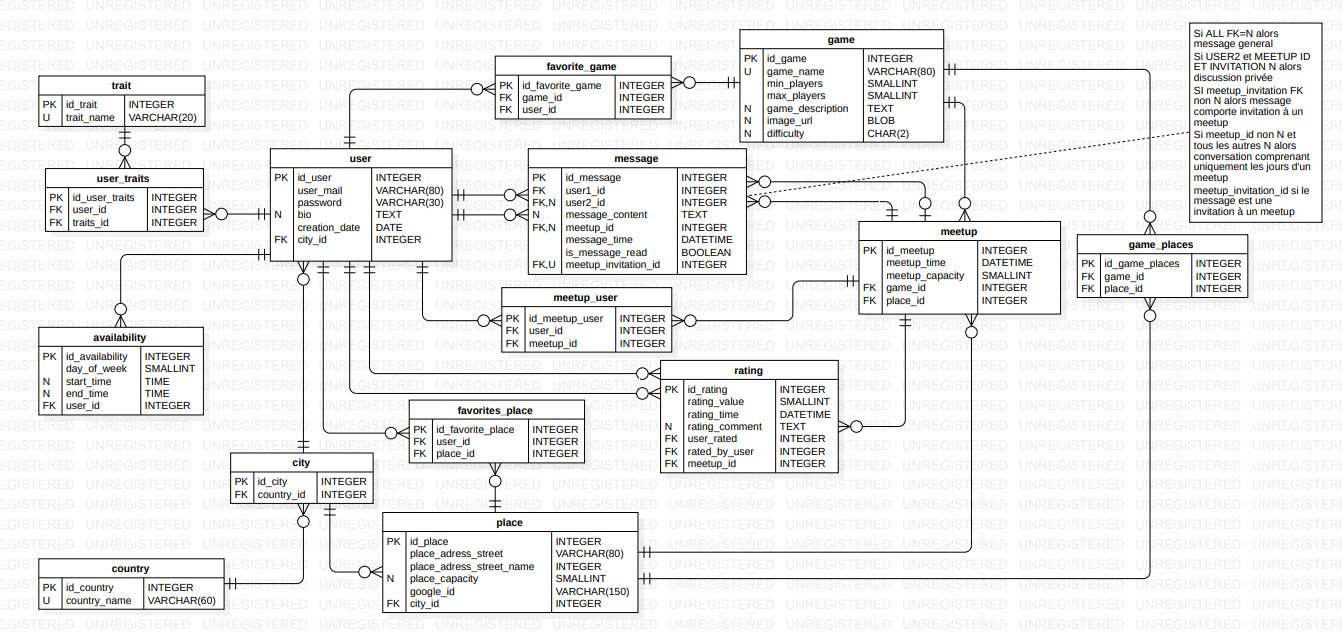 game
PK id_game INTEGER
U game_name VARCHAR(80)
min_players SMALLINT
max_players SMALLINT
N game_description TEXT
N image_url BLOB
N difficulty CHAR(2)
Si ALL FK=N alors
message general
Si USER2 et MEETUP ID
ET INVITATION N alors
discussion privée
SI meetup_invitation FK
non N alors message
comporte invitation à un
meetup
Si meetup_id non N et
tous les autres N alors
conversation comprenant
uniquement les jours d'un
meetup
meetup_invitation_id si le
message est une
invitation à un meetup
favorite_game
PK id_favorite_game INTEGER
FK game_id INTEGER
FK user_id INTEGER
trait
PK id_trait INTEGER
U trait_name VARCHAR(20)
user
PK id_user INTEGER
user_mail VARCHAR(80)
password VARCHAR(30)
N bio TEXT
creation_date DATE
FK city_id INTEGER
message
PK id_message INTEGER
FK user1_id INTEGER
FK,N user2_id INTEGER
N message_content TEXT
FK,N meetup_id INTEGER
message_time DATETIME
is_message_read BOOLEAN
FK,U meetup_invitation_id INTEGER
user_traits
PK id_user_traits INTEGER
FK user_id INTEGER
FK traits_id INTEGER
meetup
PK id_meetup INTEGER
meetup_time DATETIME
meetup_capacity SMALLINT
FK game_id INTEGER
FK place_id INTEGER
game_places
PK id_game_places INTEGER
FK game_id INTEGER
FK place_id INTEGER
meetup_user
PK id_meetup_user INTEGER
FK user_id INTEGER
FK meetup_id INTEGER
availability
PK id_availability INTEGER
day_of_week SMALLINT
N start_time TIME
N end_time TIME
FK user_id INTEGER
rating
PK id_rating INTEGER
rating_value SMALLINT
rating_time DATETIME
N rating_comment TEXT
FK user_rated INTEGER
FK rated_by_user INTEGER
FK meetup_id INTEGER
favorites_place
PK id_favorite_place INTEGER
FK user_id INTEGER
FK place_id INTEGER
city
PK id_city INTEGER
FK country_id INTEGER
place
PK id_place INTEGER
place_adress_street VARCHAR(80)
place_adress_street_name INTEGER
N place_capacity SMALLINT
google_id VARCHAR(150)
FK city_id INTEGER
country
PK id_country INTEGER
U country_name VARCHAR(60)
UNREGISTERED